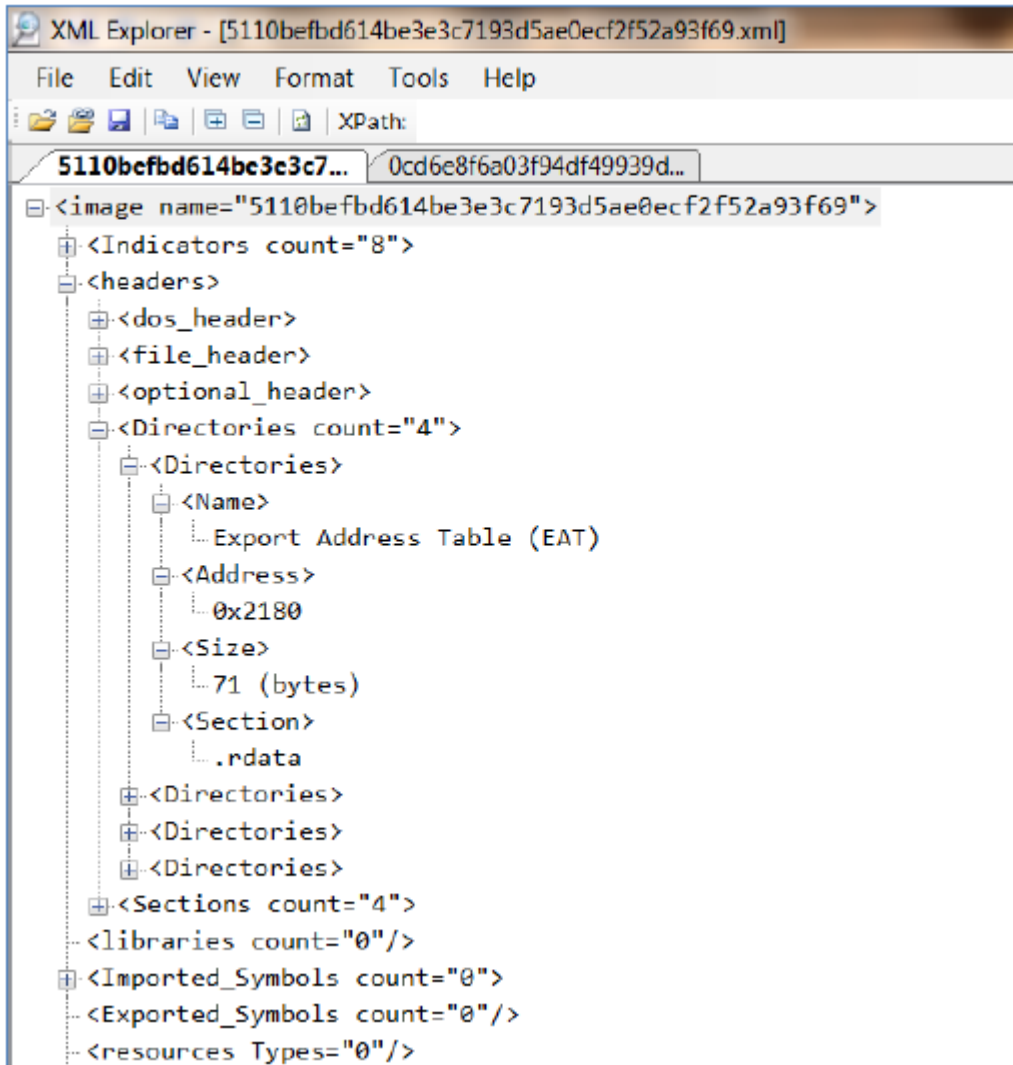 XML Explorer - [5110befbd614be3e3c7193d5ae0ecf2f52a93f69.xml]
File Edit View Format Tools Help
XPath:
5110befbd614be3e3c7... 0cd6e8f6a03f94df49939d...
<image name="5110befbd614be3e3c7193d5ae0ecf2f52a93f69">
<Indicators count="8">
<headers>
<dos_header>
<file_header>
<optional_header>
<Directories count="4">
<Directories>
<Name>
Export Address Table (EAT)
<Address>
0x2180
<Size>
71 (bytes)
<Section>
.rdata
<Directories>
<Directories>
<Directories>
<Sections count="4">
<libraries count="0"/>
<Imported_Symbols count="0">
<Exported_Symbols count="0"/>
<resources Types="0"/>